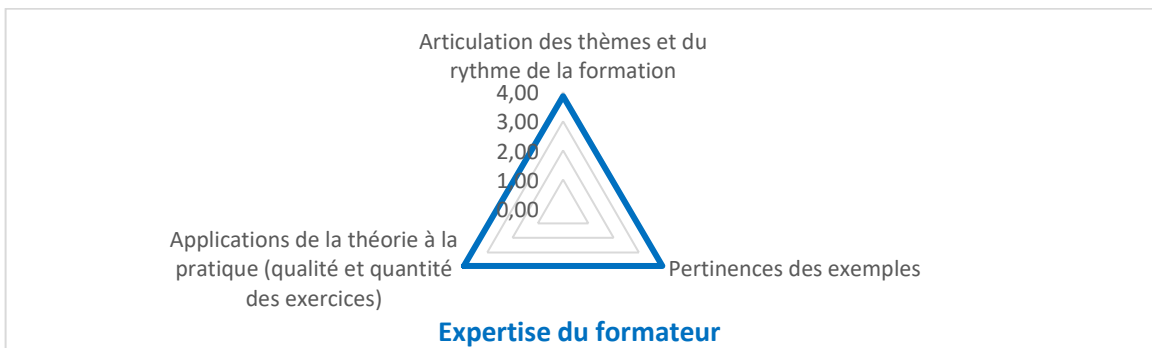 Articulation des thèmes et du
rythme de la formation
4,00
3,00
2,00
1,00
0,00
Applications de la théorie à la
pratique (qualité et quantité
des exercices)
Pertinences des exemples
Expertise du formateur